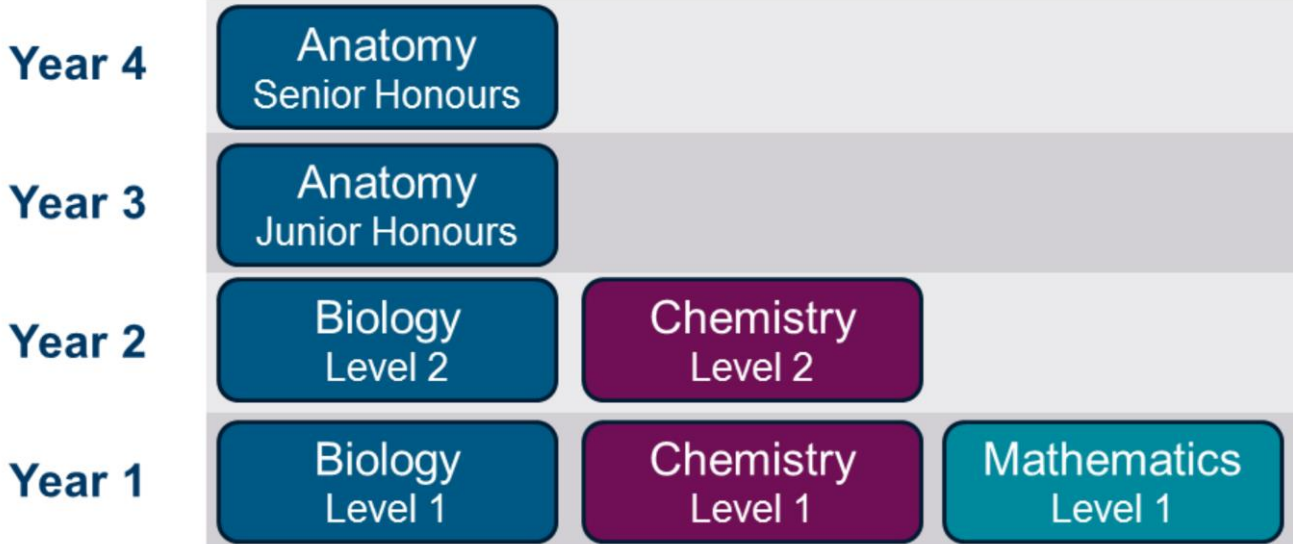 Year 4
Anatomy
Senior Honours
Year 3
Anatomy
Junior Honours
Year 2
Biology
Level 2
Chemistry
Level 2
Year 1
Biology
Level 1
Chemistry
Level 1
Mathematics
Level 1